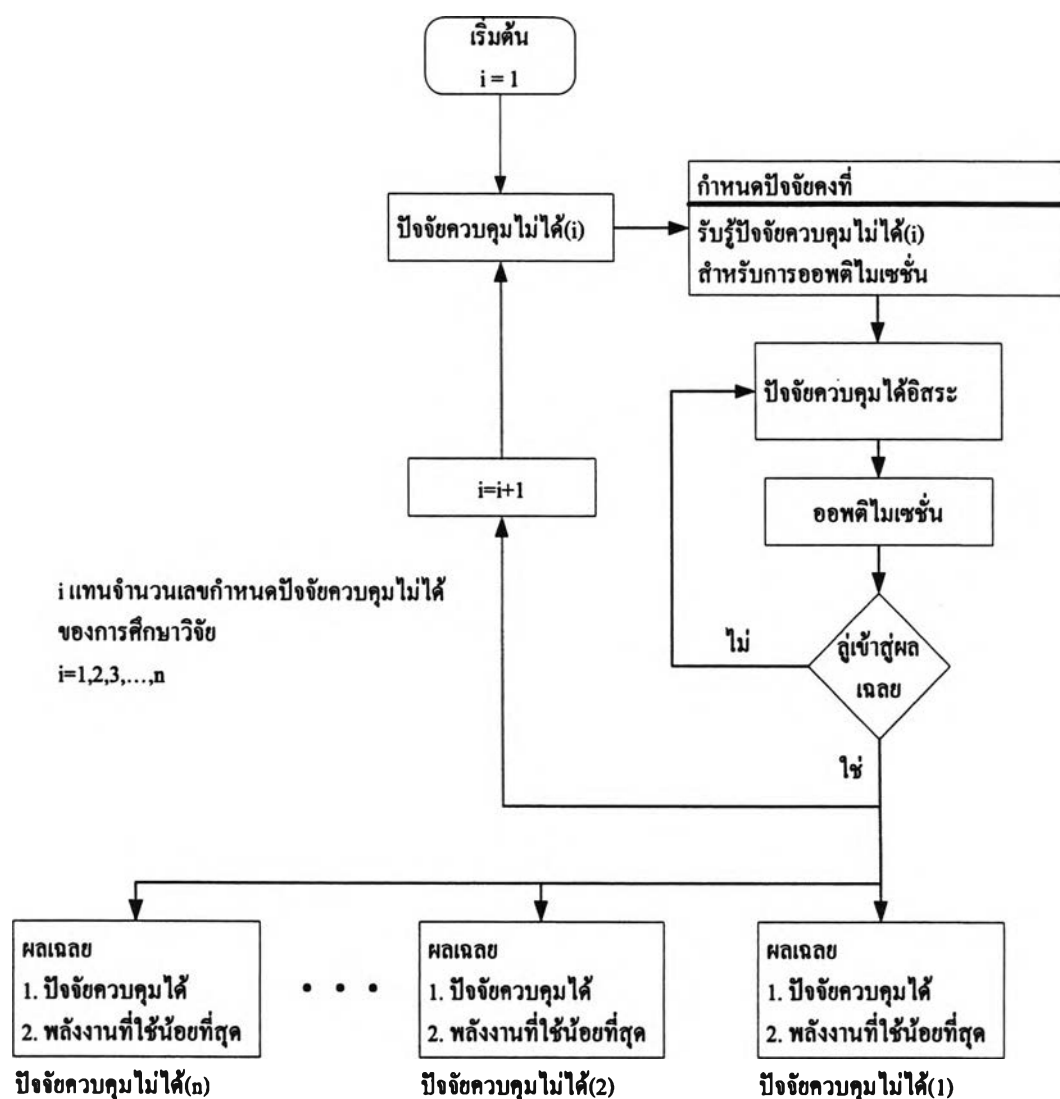 เริ่มต้น
i = 1
ปัจจัยควบคุมไม่ได้(i)
กำหนดปัจจัยคงที่
รับรู้ปัจจัยควบคุมไม่ได้(i)
สำหรับการออพติไมเซชั่น
ปัจจัยควบคุมได้อิสระ
i=i+1
ออพติไมเซชั่น
i แทนจำนวนเลขกำหนดปัจจัยควบคุมไม่ได้
ของการศึกษาวิจัย
i=1,2,3,...,n
ไม่
ลู่เข้าสู่ผล
เฉลย
ใช่
ผลเฉลย
1. ปัจจัยควบคุมได้
2. พลังงานที่ใช้น้อยที่สุด
ปัจจัยควบคุมไม่ได้(n)
• • •
ผลเฉลย
1. ปัจจัยควบคุมได้
2. พลังงานที่ใช้น้อยที่สุด
ปัจจัยควบคุมไม่ได้(2)
ผลเฉลย
1. ปัจจัยควบคุมได้
2. พลังงานที่ใช้น้อยที่สุด
ปัจจัยควบคุมไม่ได้(1)